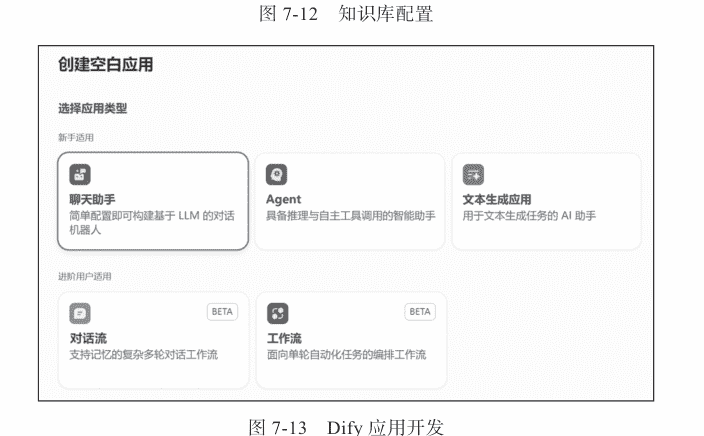 图 7-12 知识库配置
创建空白应用
选择应用类型
新手适用
聊天助手
简单配置即可构建基于 LLM 的对话
机器人
Agent
具备推理与自主工具调用的智能助手
文本生成应用
用于文本生成任务的 AI 助手
进阶用户适用
BETA
对话流
支持记忆的复杂多轮对话工作流
BETA
工作流
面向单轮自动化任务的编排工作流
图 7-13 Dify 应用开发